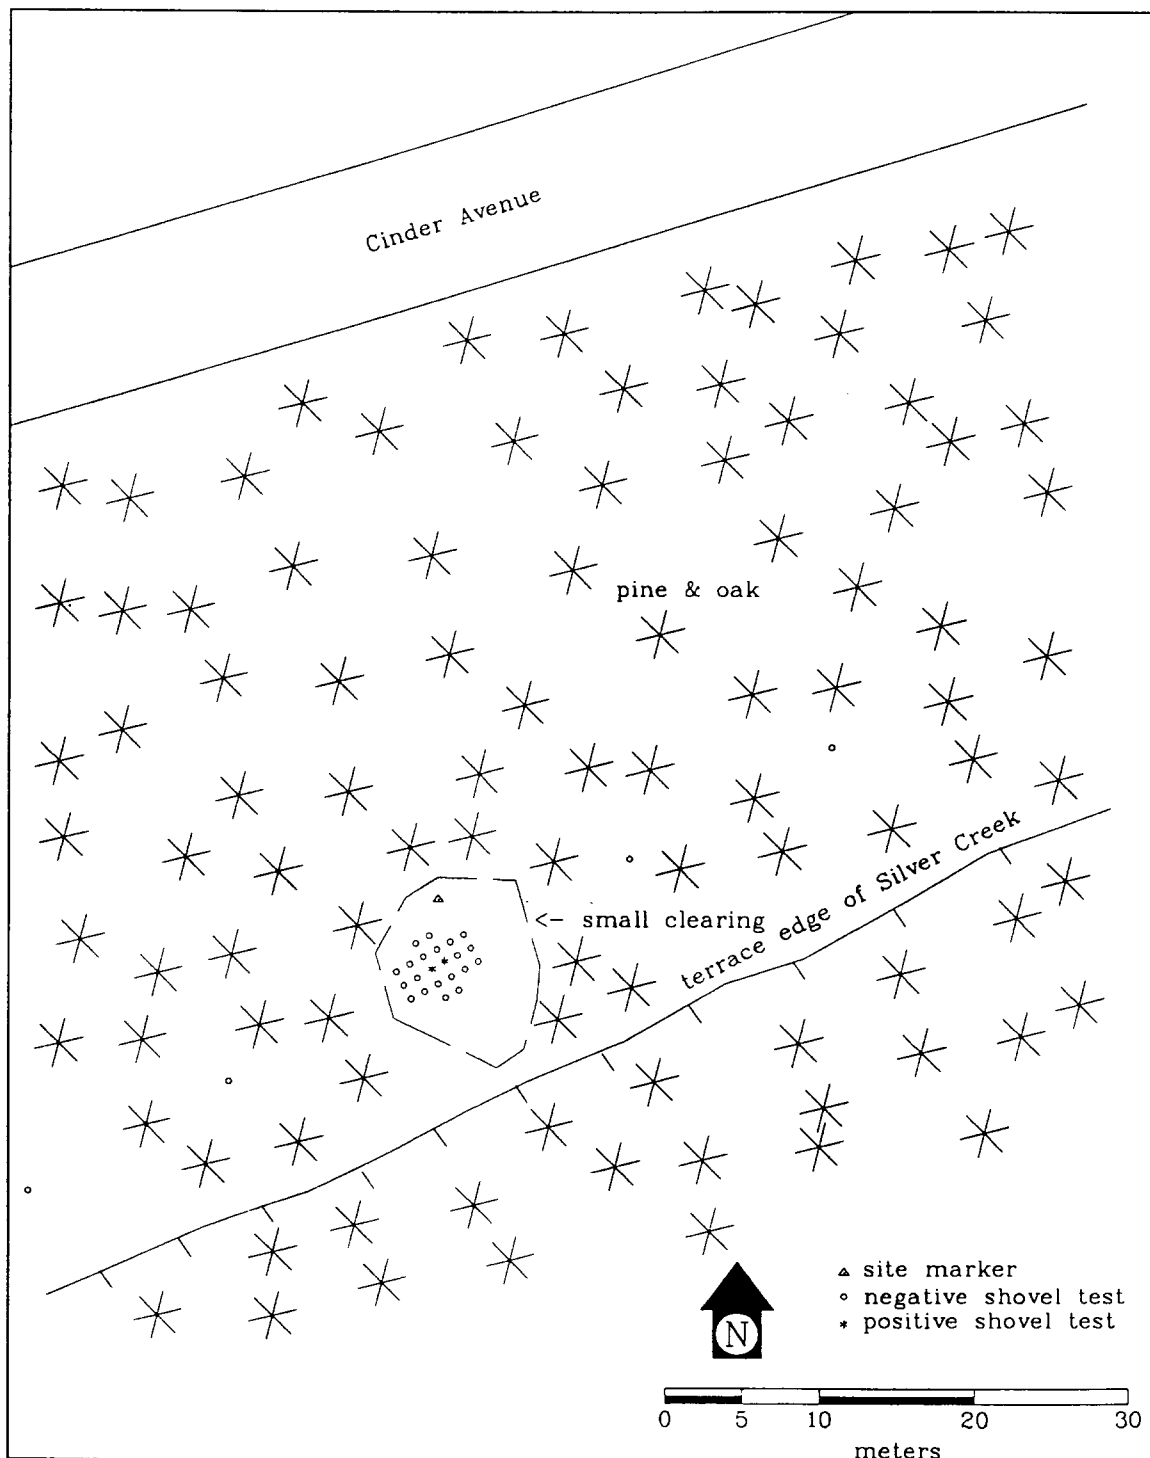 Cinder Avenue
pine & oak
<- small clearing
terrace edge of Silver Creek
site marker
negative shovel test
positive shovel test
N
0 5 10 20 30
meters